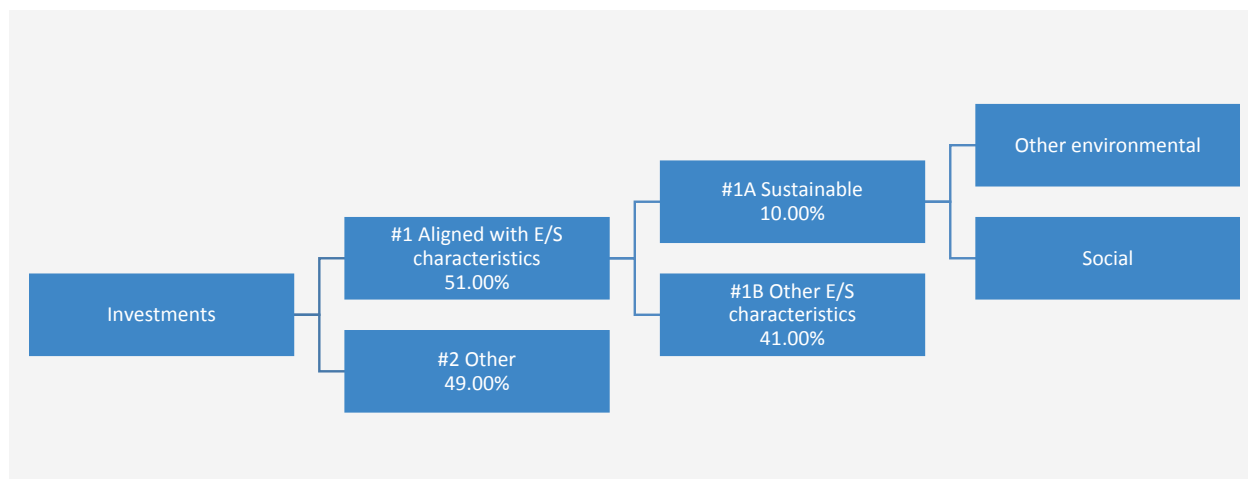 Investments
#1 Aligned with E/S
characteristics
51.00%
#2 Other
49.00%
#1A Sustainable
10.00%
#1B Other E/S
characteristics
41.00%
Other environmental
Social